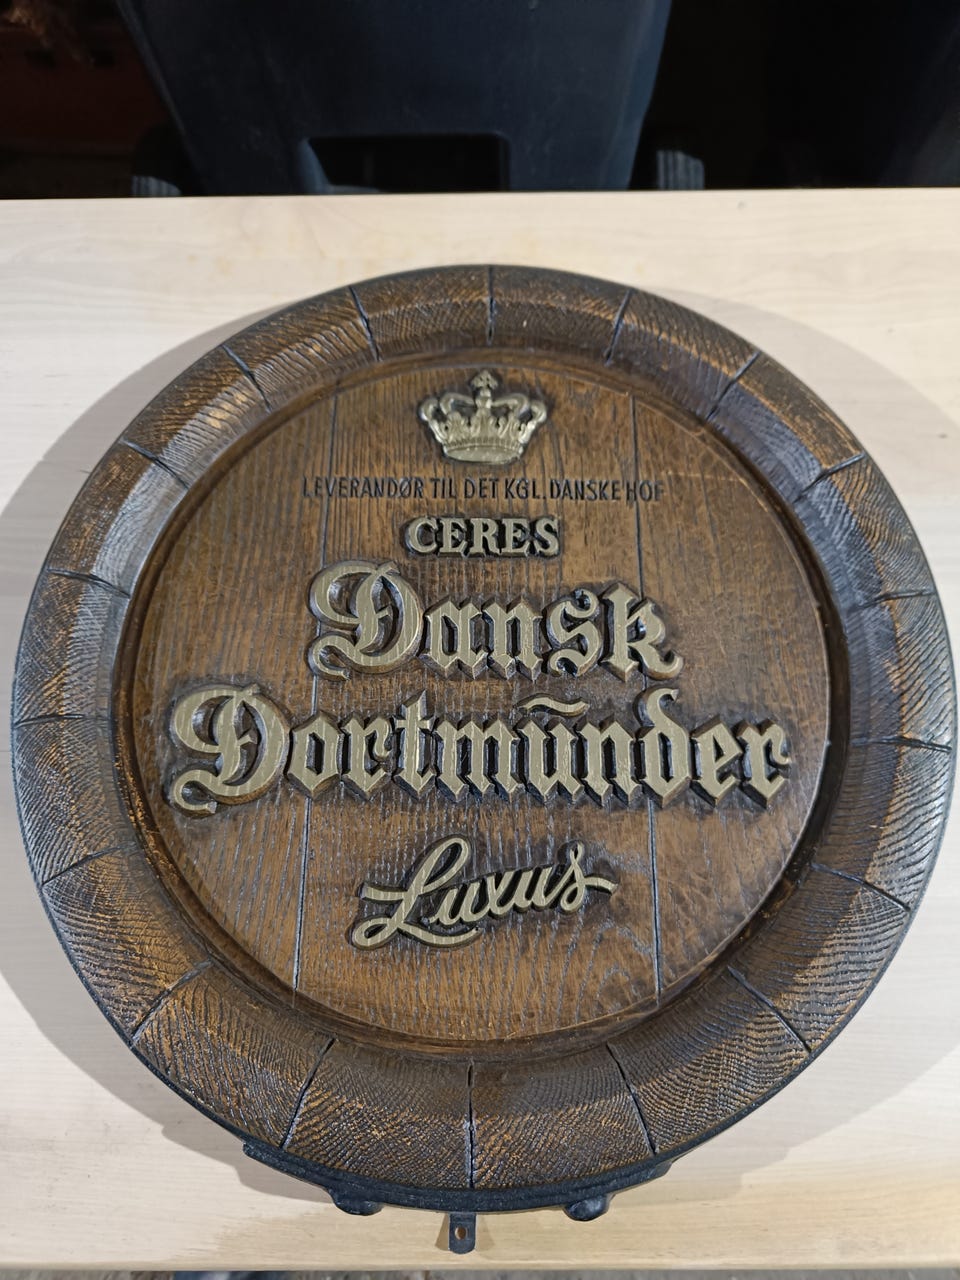 LEVERANDØR TIL DET KGL. DANSKE HOF
CERES
Dansk
Dortmünder
Luxus